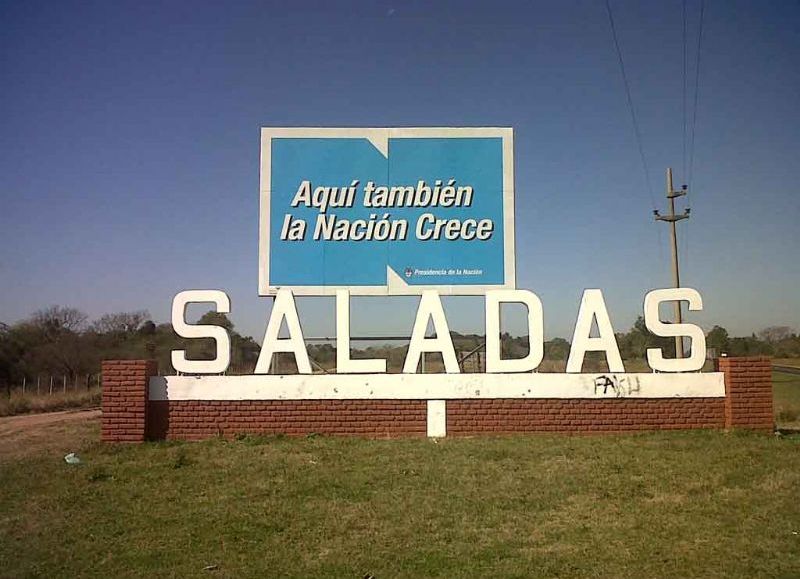 Aquí también
la Nación Crece
Presidencia de la Nación
SALADAS